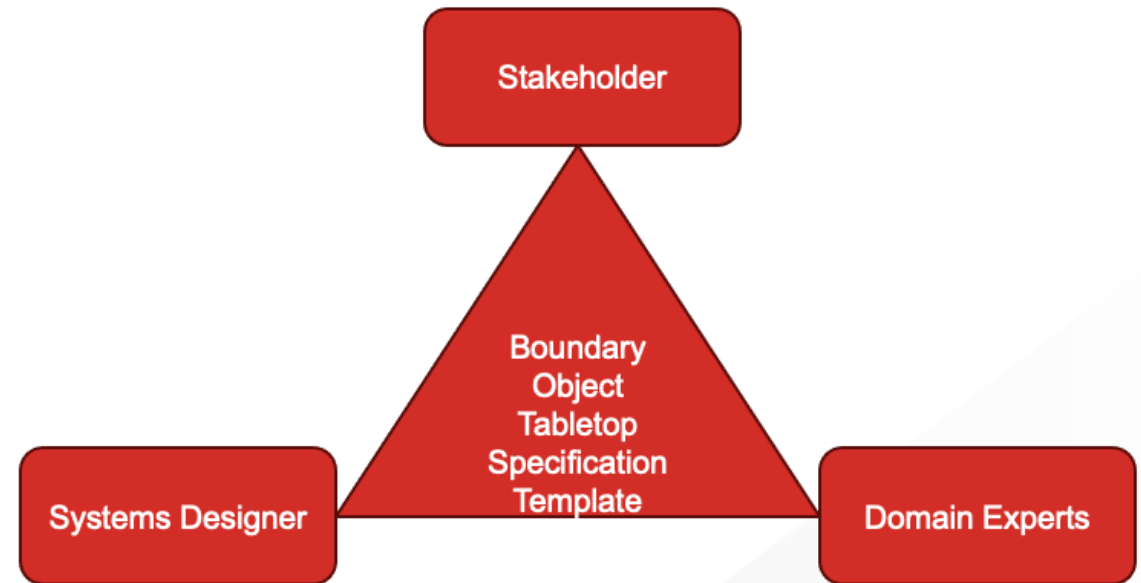 Stakeholder
Boundary
Object
Tabletop
Specification
Template
Systems Designer
Domain Experts